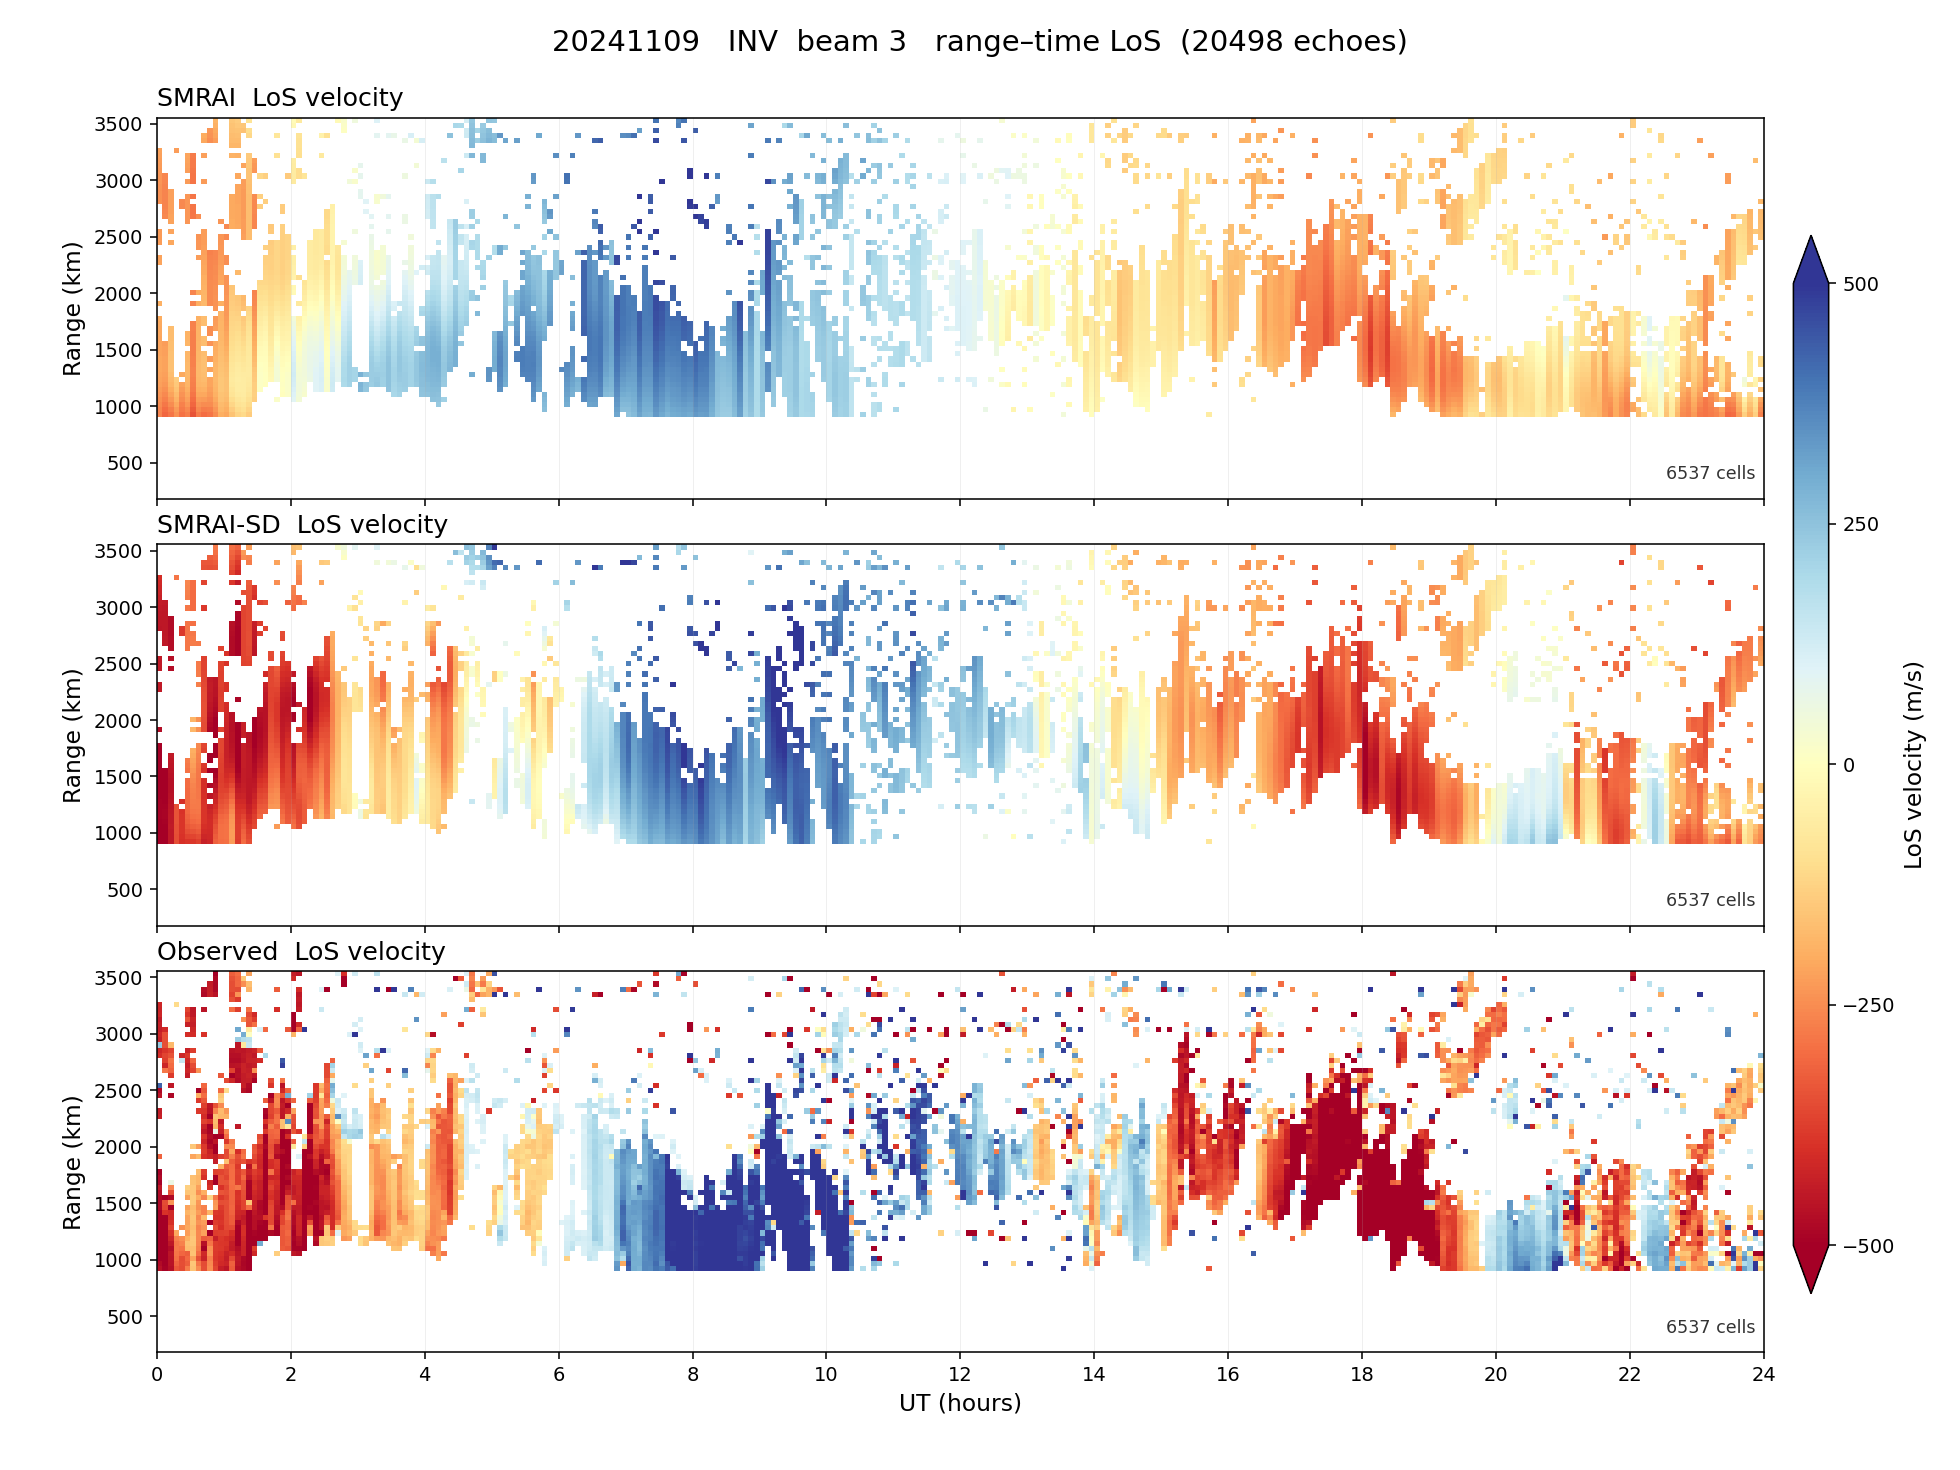 20241109   INV  beam 3   range–time LoS  (20498 echoes)
SMRAI  LoS velocity
3500
3000
2500
2000
1500
1000
500
Range (km)
6537 cells
SMRAI-SD  LoS velocity
3500
3000
2500
2000
1500
1000
500
Range (km)
6537 cells
Observed  LoS velocity
3500
3000
2500
2000
1500
1000
500
Range (km)
6537 cells
0 2 4 6 8 10 12 14 16 18 20 22 24
UT (hours)
500
250
0
−250
−500
LoS velocity (m/s)